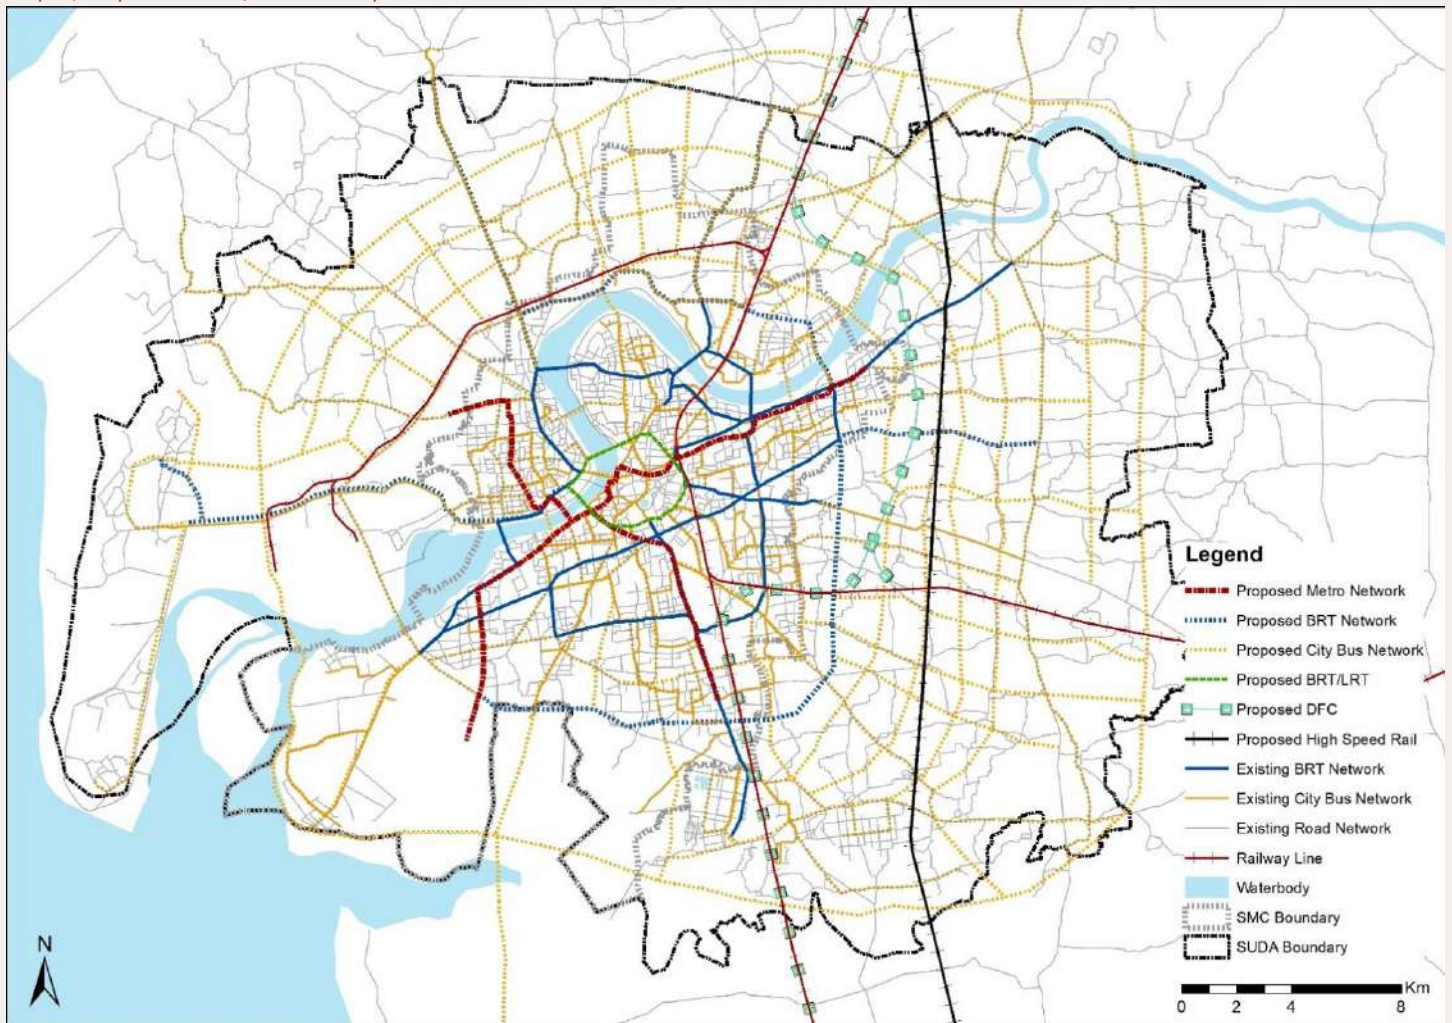 Legend
Proposed Metro Network
Proposed BRT Network
Proposed City Bus Network
Proposed BRT/LRT
Proposed DFC
Proposed High Speed Rail
Existing BRT Network
Existing City Bus Network
Existing Road Network
Railway Line
Waterbody
SMC Boundary
SUDA Boundary
N
Km
0 2 4 8